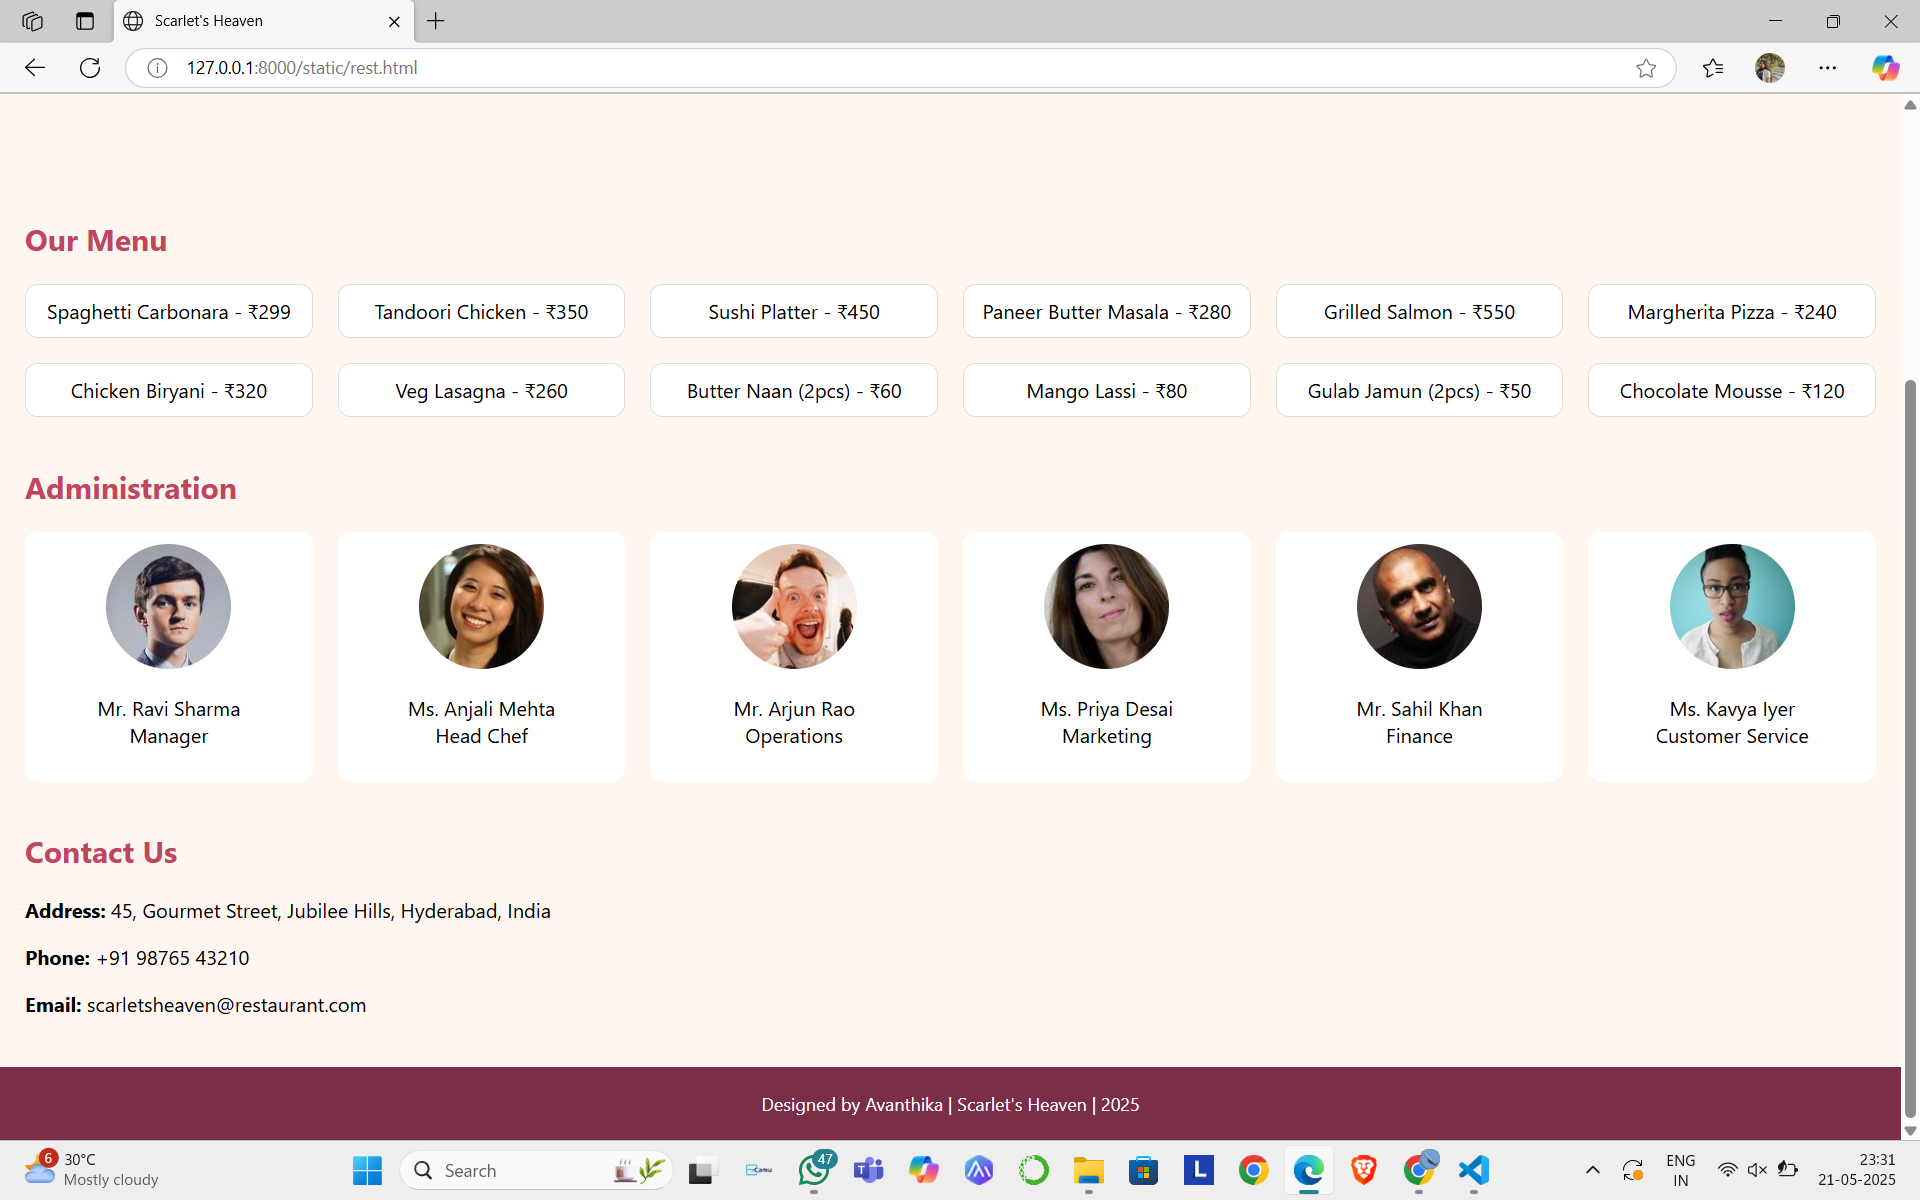 Scarlet's Heaven
127.0.0.1:8000/static/rest.html
Our Menu
Spaghetti Carbonara - ₹299
Tandoori Chicken - ₹350
Sushi Platter - ₹450
Paneer Butter Masala - ₹280
Grilled Salmon - ₹550
Margherita Pizza - ₹240
Chicken Biryani - ₹320
Veg Lasagna - ₹260
Butter Naan (2pcs) - ₹60
Mango Lassi - ₹80
Gulab Jamun (2pcs) - ₹50
Chocolate Mousse - ₹120
Administration
Mr. Ravi Sharma
Manager
Ms. Anjali Mehta
Head Chef
Mr. Arjun Rao
Operations
Ms. Priya Desai
Marketing
Mr. Sahil Khan
Finance
Ms. Kavya Iyer
Customer Service
Contact Us
Address: 45, Gourmet Street, Jubilee Hills, Hyderabad, India
Phone: +91 98765 43210
Email: scarletsheaven@restaurant.com
Designed by Avanthika | Scarlet's Heaven | 2025
6
30°C
Mostly cloudy
Search
Camu
47
L
ENG
IN
23:31
21-05-2025